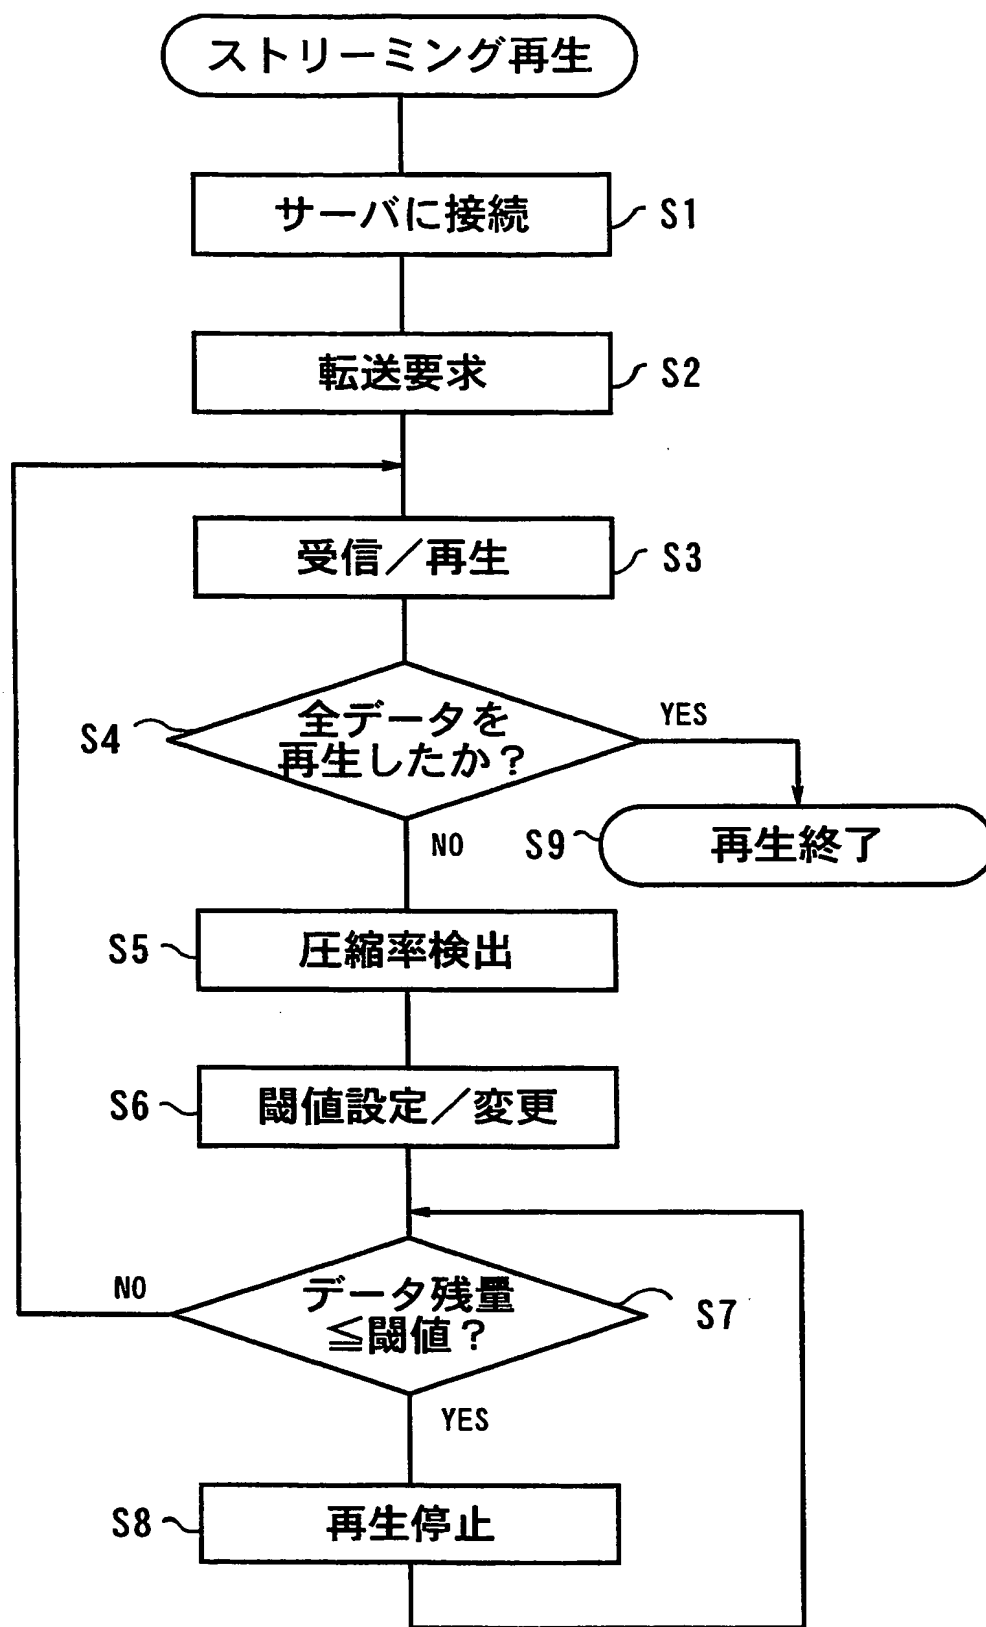 ストリーミング再生
サーバに接続
S1
転送要求
S2
受信／再生
S3
S4
全データを
再生したか？
YES
NO
S9
再生終了
S5
圧縮率検出
S6
閾値設定／変更
NO
データ残量
≦閾値？
S7
YES
S8
再生停止